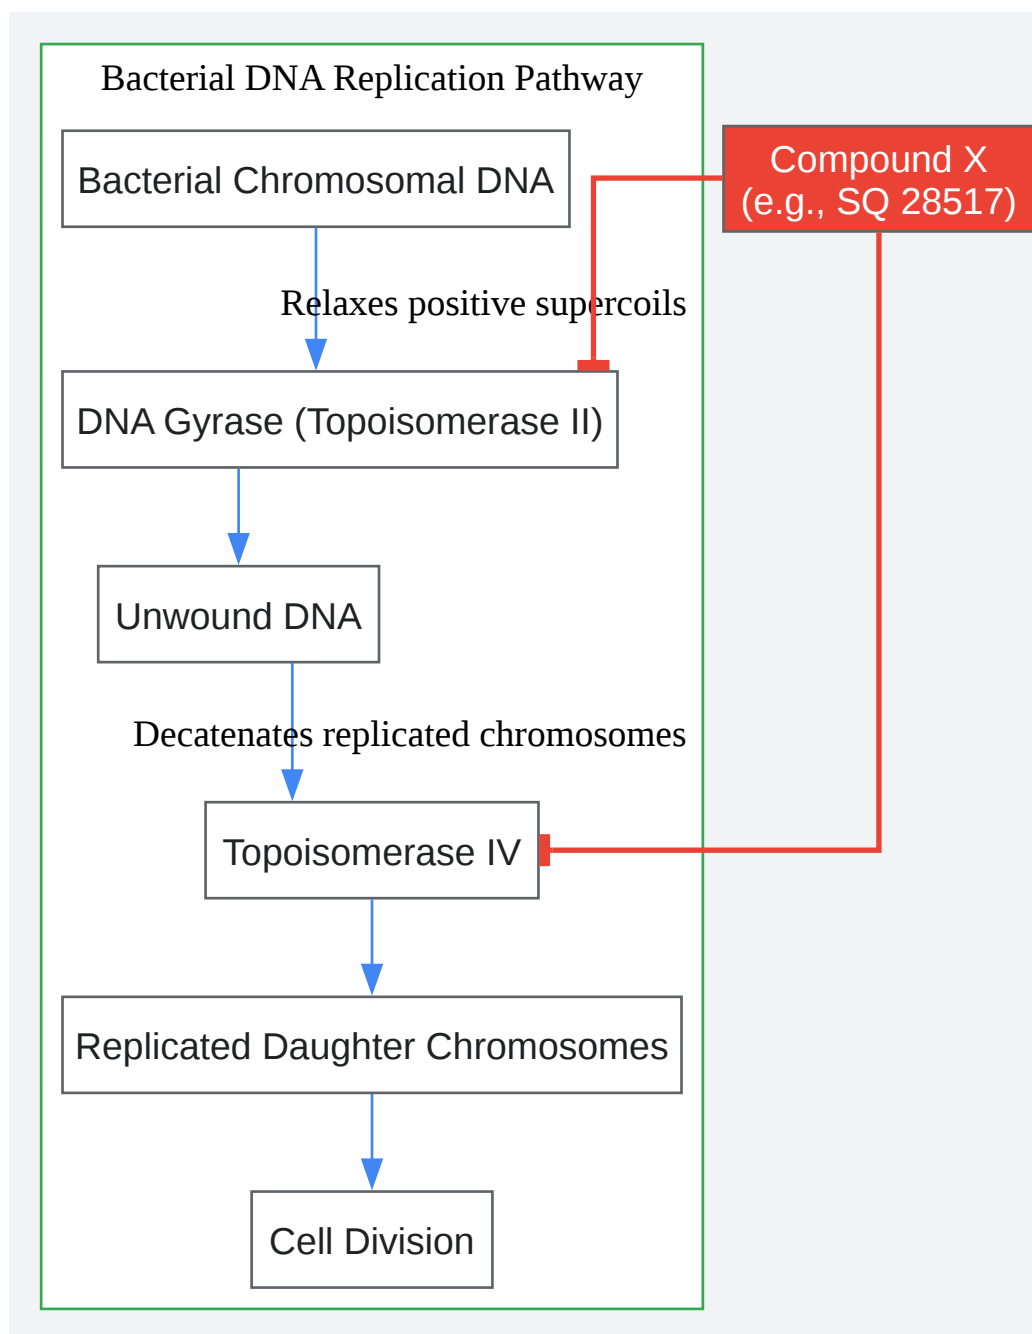 Bacterial DNA Replication Pathway
Bacterial Chromosomal DNA
Compound X
(e.g., SQ 28517)
Relaxes positive supercoils
DNA Gyrase (Topoisomerase II)
Unwound DNA
Decatenates replicated chromosomes
Topoisomerase IV
Replicated Daughter Chromosomes
Cell Division